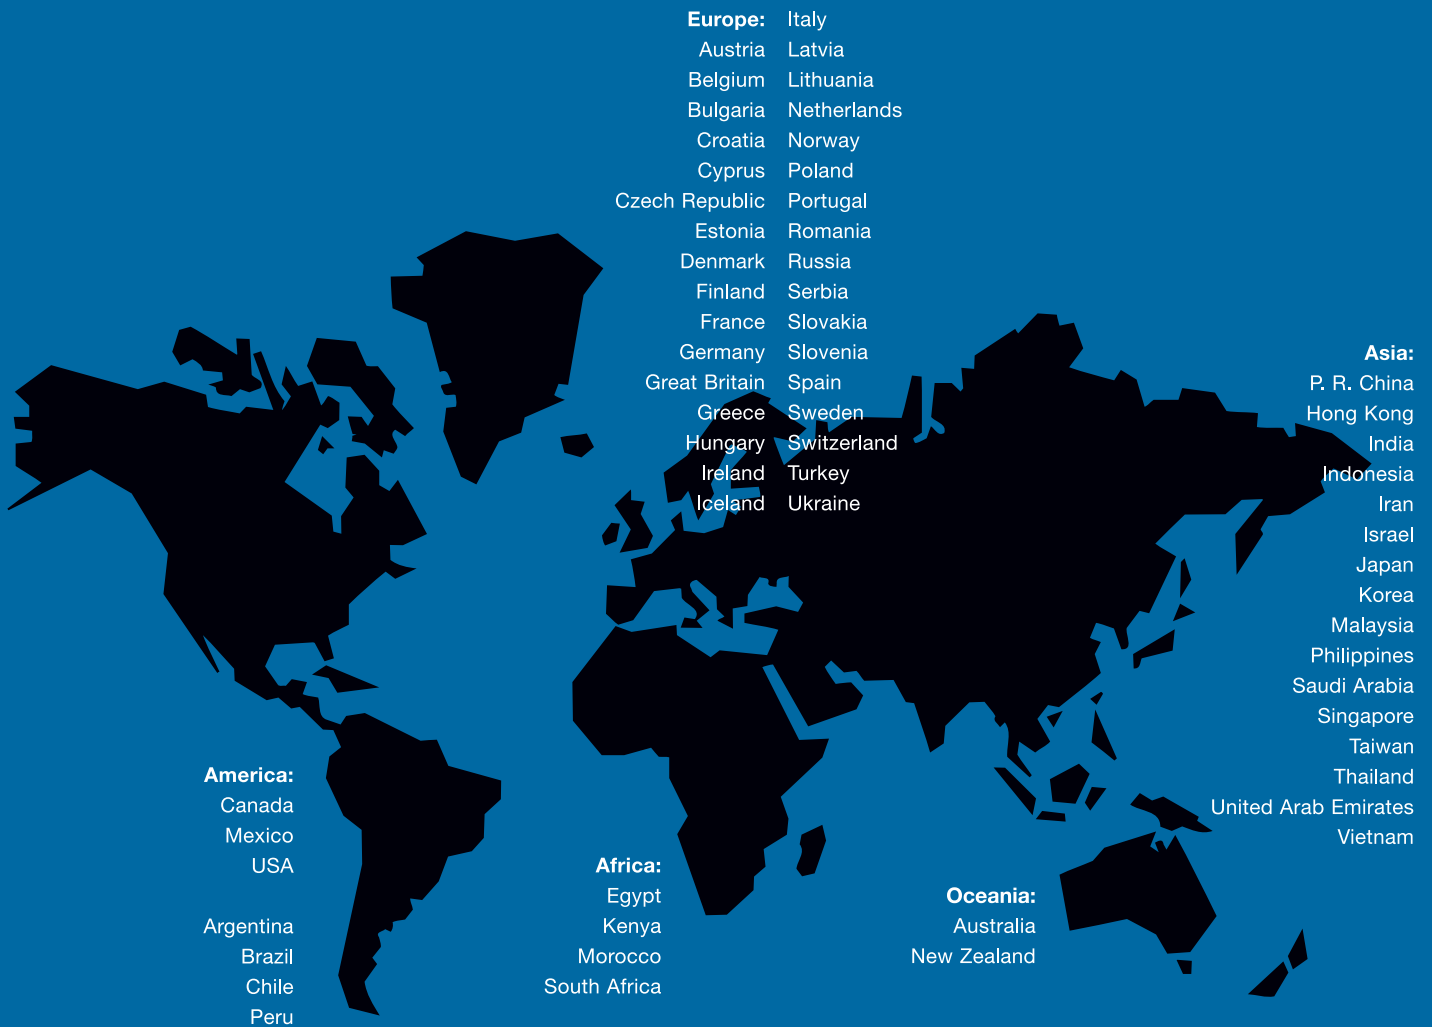 Europe:
Austria
Belgium
Bulgaria
Croatia
Cyprus
Czech Republic
Estonia
Denmark
Finland
France
Germany
Great Britain
Greece
Hungary
Ireland
Iceland
Italy
Latvia
Lithuania
Netherlands
Norway
Poland
Portugal
Romania
Russia
Serbia
Slovakia
Slovenia
Spain
Sweden
Switzerland
Turkey
Ukraine
Asia:
P. R. China
Hong Kong
India
Indonesia
Iran
Israel
Japan
Korea
Malaysia
Philippines
Saudi Arabia
Singapore
Taiwan
Thailand
United Arab Emirates
Vietnam
America:
Canada
Mexico
USA
Argentina
Brazil
Chile
Peru
Africa:
Egypt
Kenya
Morocco
South Africa
Oceania:
Australia
New Zealand